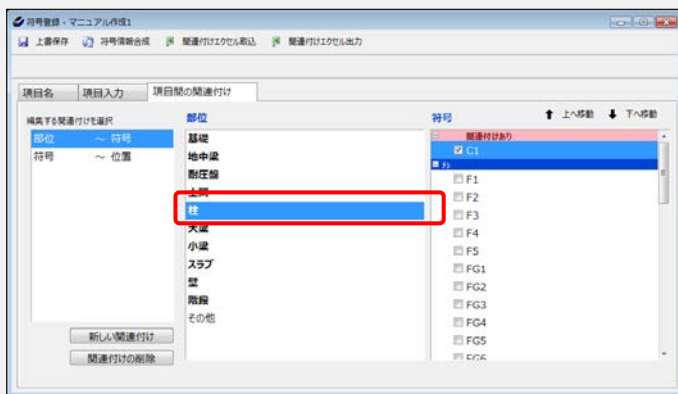 符号登録 - マニュアル作成1
上書保存 符号情報合成 関連付けエクセル取込 関連付けエクセル出力
項目名 項目入力 項目間の関連付け
編集する関連付けを選択 部位 符号 上へ移動 下へ移動
部位 ～ 符号
符号 ～ 位置
基礎
地中梁
耐圧盤
土間
柱
大梁
小梁
スラブ
壁
階段
その他
関連付けあり
C1
ﾅｼ
F1
F2
F3
F4
F5
FG1
FG2
FG3
FG4
FG5
FG6
新しい関連付け
関連付けの削除